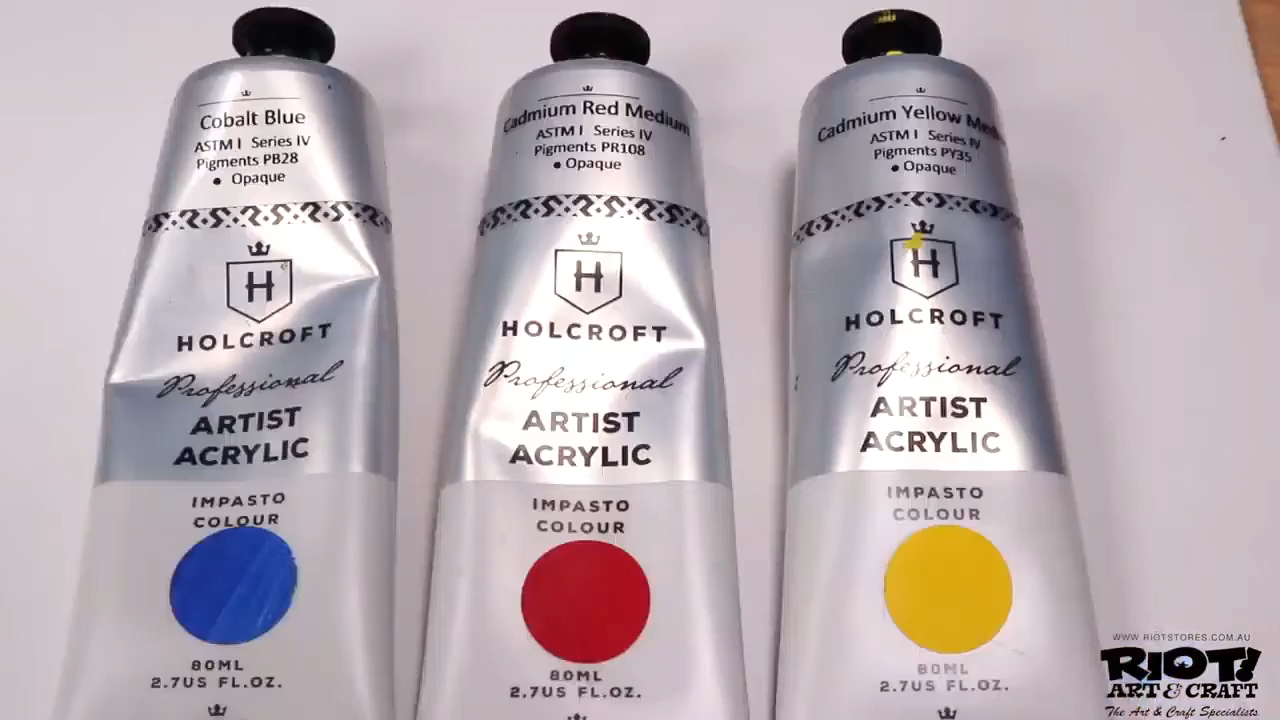 Cobalt Blue
ASTM I Series IV
Pigments PB28
• Opaque
H
HOLCROFT
Professional
ARTIST
ACRYLIC
IMPASTO
COLOUR
80ML
2.7US FL.OZ.
Cadmium Red Medium
ASTM I Series IV
Pigments PR108
• Opaque
H
HOLCROFT
Professional
ARTIST
ACRYLIC
IMPASTO
COLOUR
80ML
2.7US FL.OZ.
Cadmium Yellow
ASTM I Series IV
Pigments PY35
• Opaque
H
HOLCROFT
Professional
ARTIST
ACRYLIC
IMPASTO
COLOUR
80ML
2.7US FL.OZ.
WWW.RIOTSTORES.COM.AU
RIOT!
ART & CRAFT
The Art & Craft Specialists